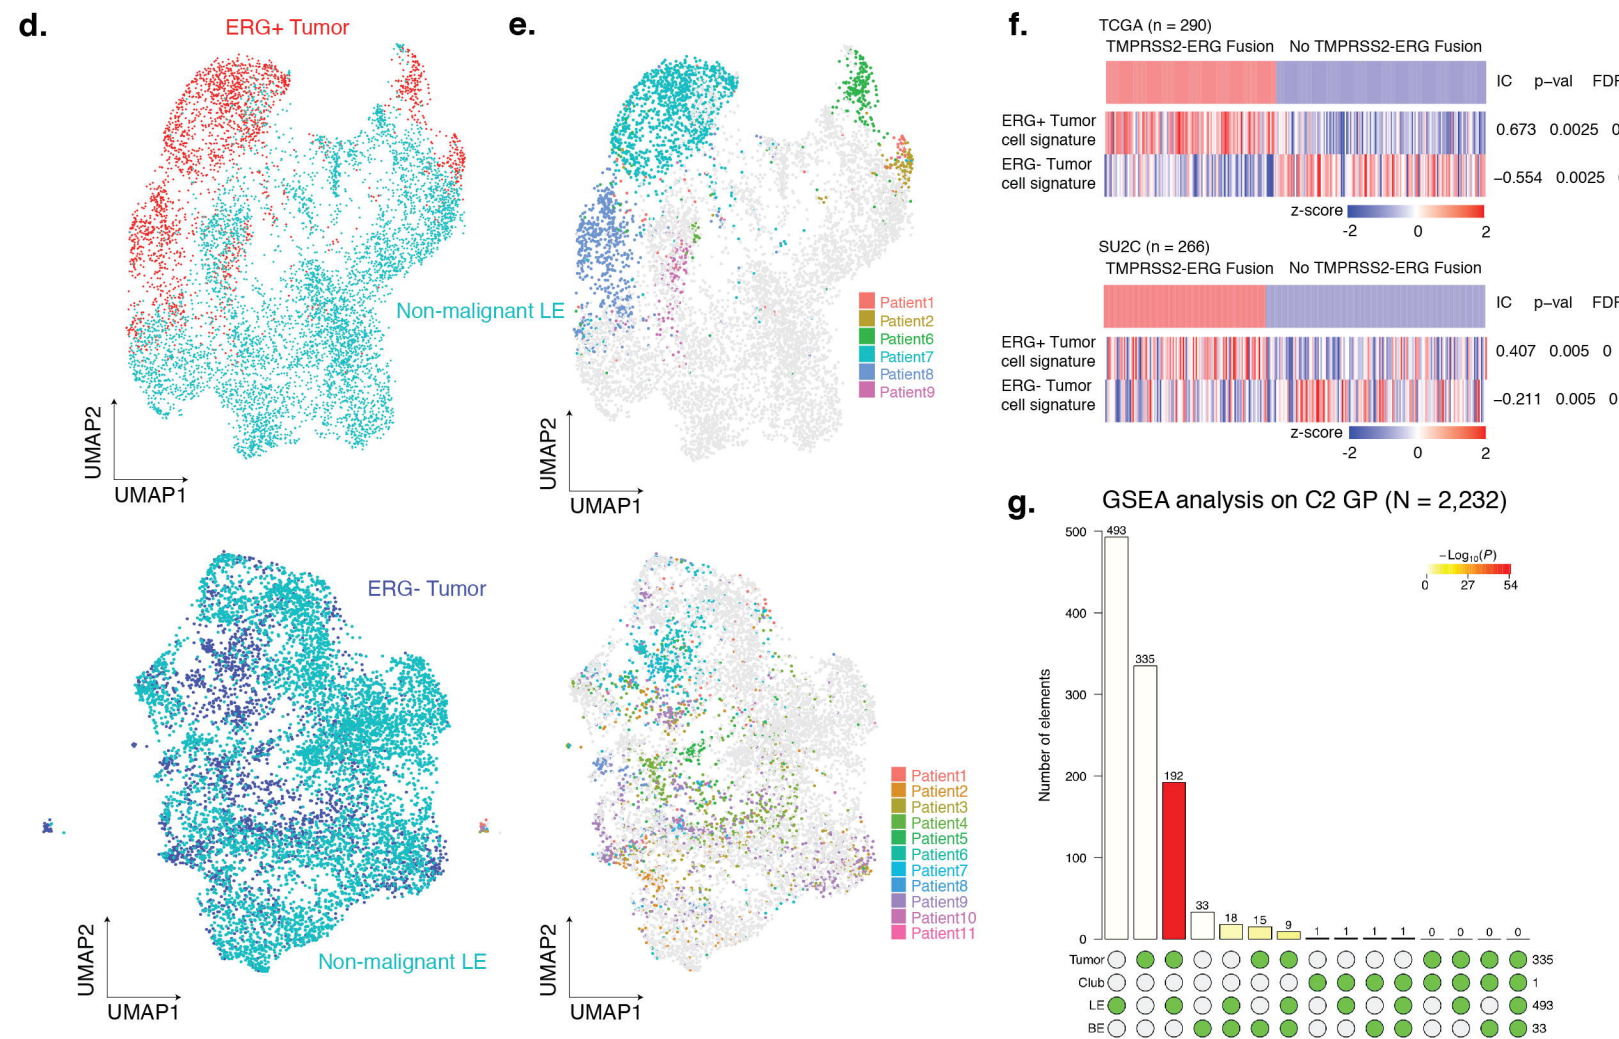 d.
ERG+ Tumor
Non-malignant LE
UMAP2
UMAP1
ERG- Tumor
Non-malignant LE
UMAP2
UMAP1
e.
Patient1
Patient2
Patient6
Patient7
Patient8
Patient9
UMAP2
UMAP1
Patient1
Patient2
Patient3
Patient4
Patient5
Patient6
Patient7
Patient8
Patient9
Patient10
Patient11
UMAP2
UMAP1
f.
TCGA (n = 290)
TMPRSS2-ERG Fusion No TMPRSS2-ERG Fusion
IC p-val FDR
ERG+ Tumor
cell signature
0.673 0.0025 0
ERG- Tumor
cell signature
−0.554 0.0025
z-score
-2 0 2
SU2C (n = 266)
TMPRSS2-ERG Fusion No TMPRSS2-ERG Fusion
IC p-val FDR
ERG+ Tumor
cell signature
0.407 0.005 0
ERG- Tumor
cell signature
−0.211 0.005 0
z-score
-2 0 2
g.
GSEA analysis on C2 GP (N = 2,232)
−Log10(P)
0 27 54
Number of elements
500
400
300
200
100
0
493 335 192 33 18 15 9 1 1 1 1 0 0 0 0
Tumor 335
Club 1
LE 493
BE 33